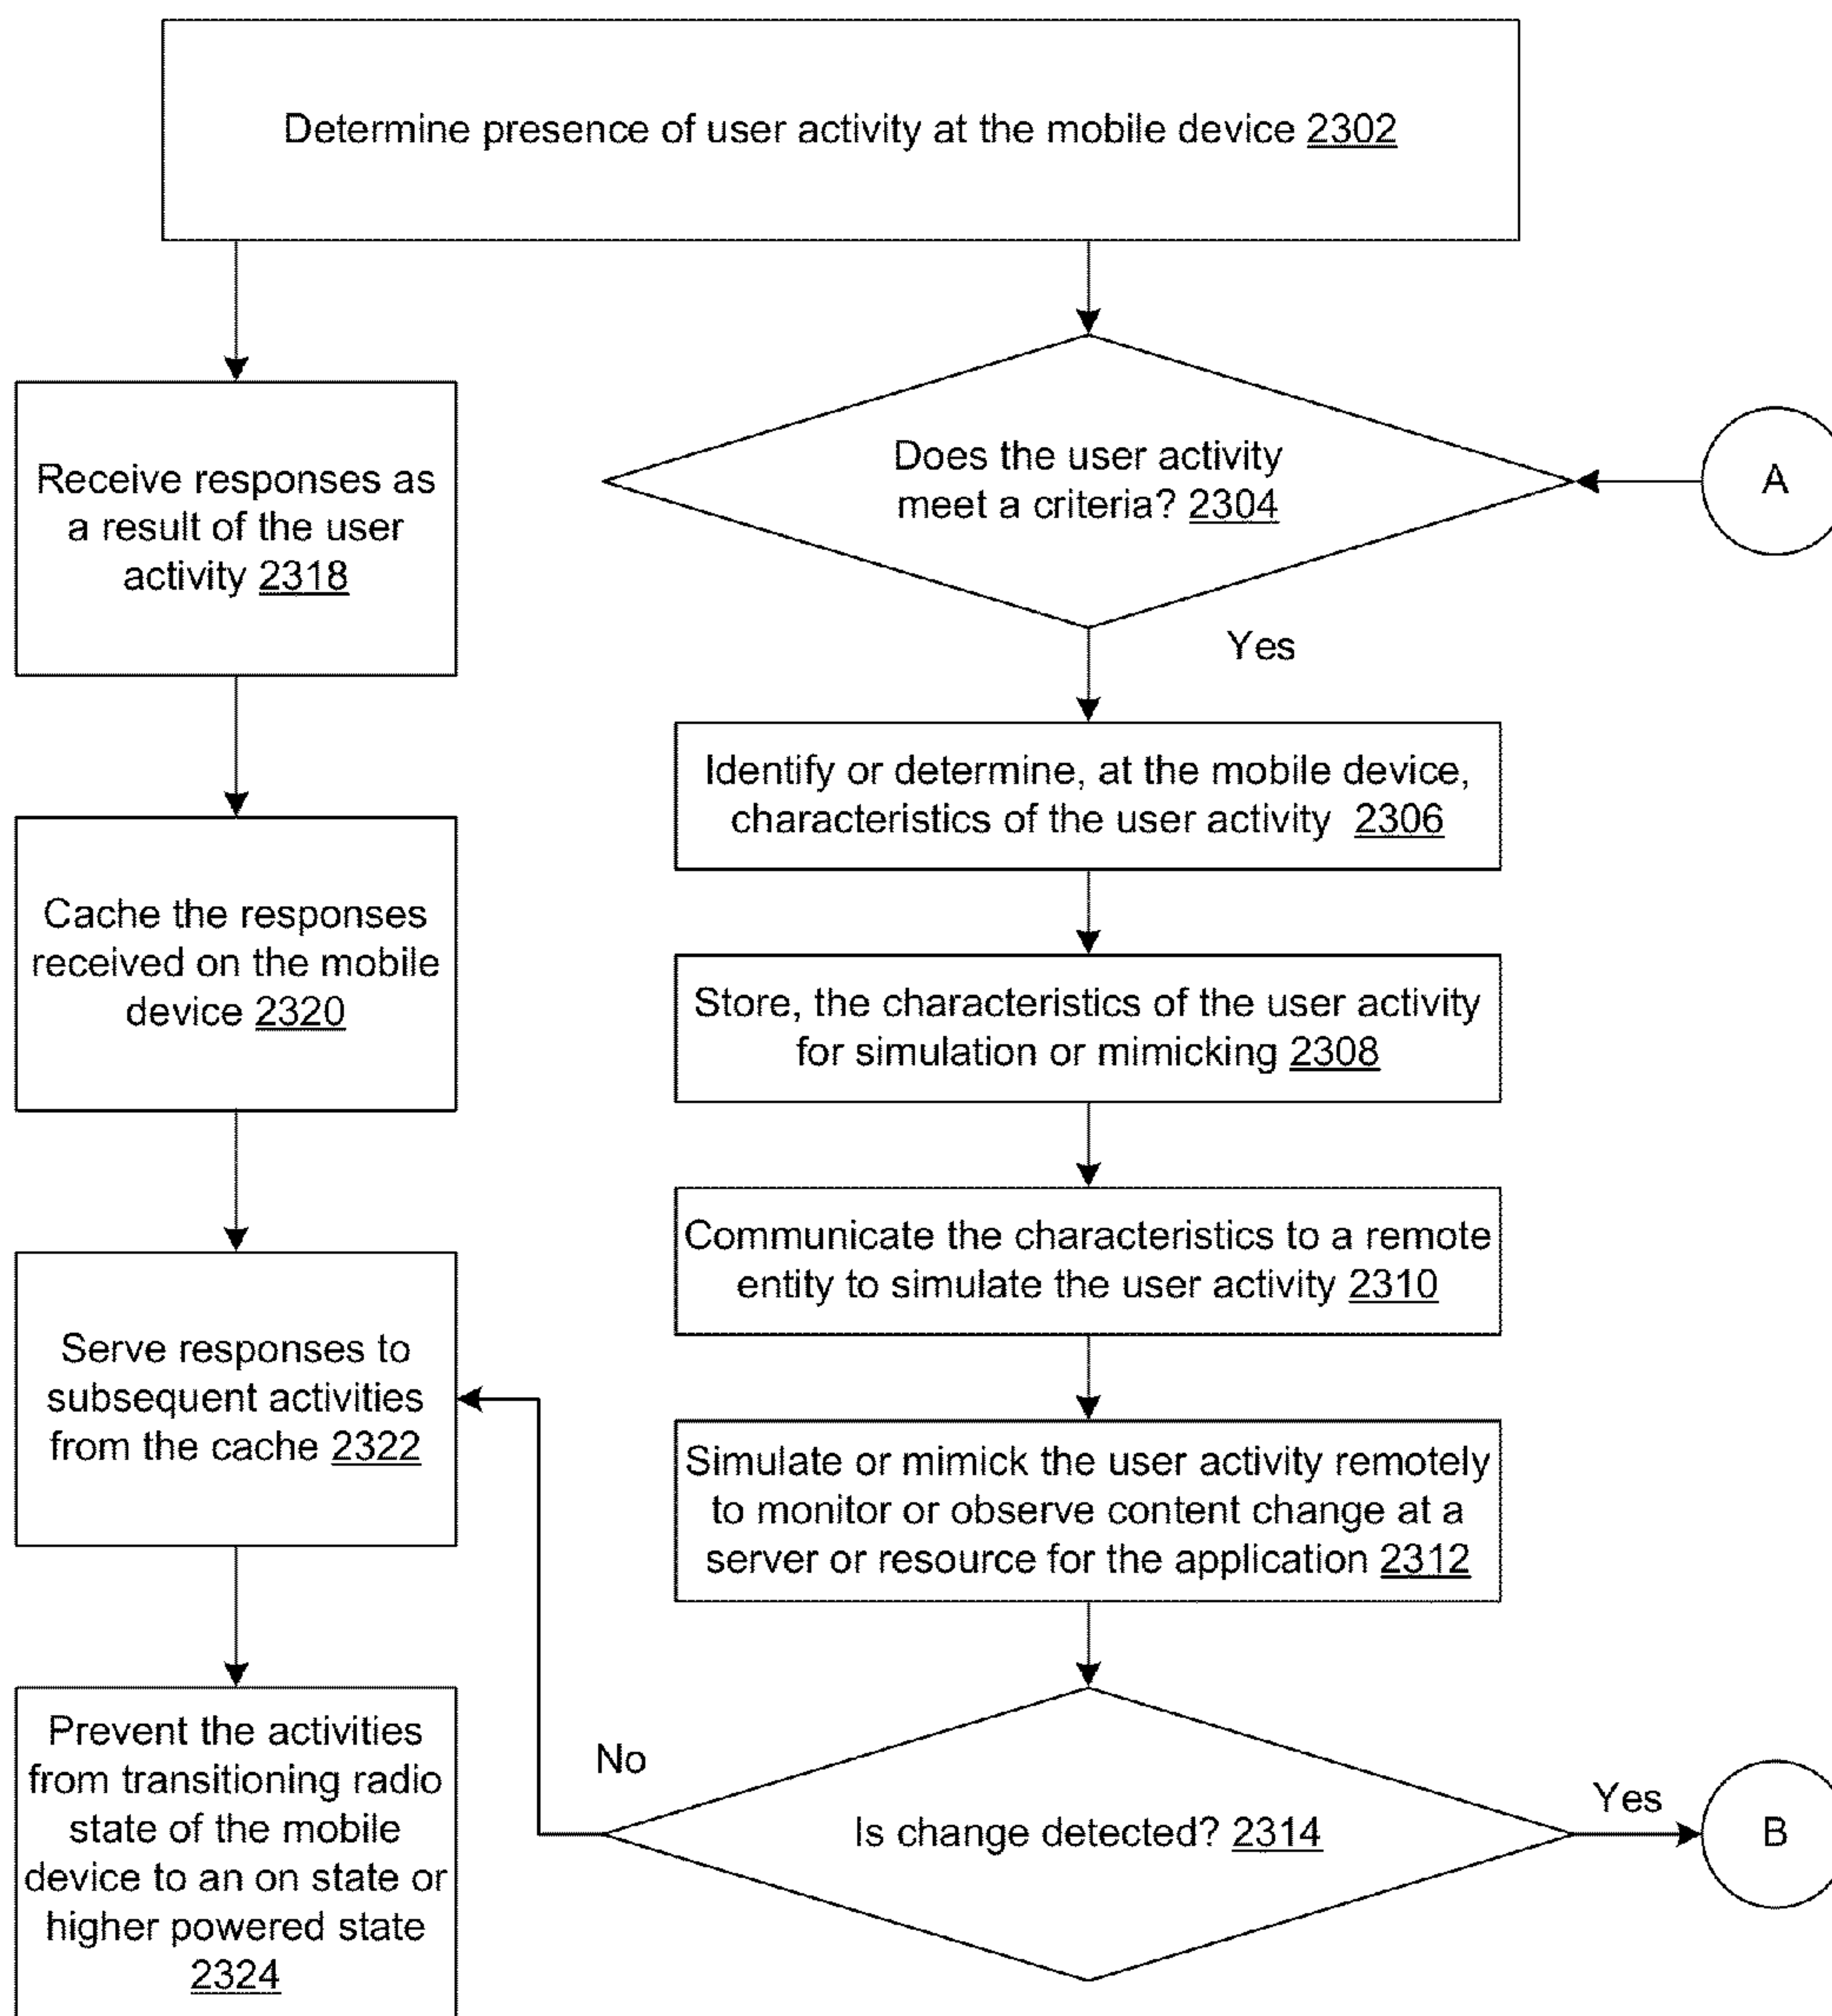 Determine presence of user activity at the mobile device 2302
Receive responses as
a result of the user
activity 2318
Does the user activity
meet a criteria? 2304
A
Yes
Identify or determine, at the mobile device,
characteristics of the user activity 2306
Cache the responses
received on the mobile
device 2320
Store, the characteristics of the user activity
for simulation or mimicking 2308
Communicate the characteristics to a remote
entity to simulate the user activity 2310
Serve responses to
subsequent activities
from the cache 2322
Simulate or mimick the user activity remotely
to monitor or observe content change at a
server or resource for the application 2312
Prevent the activities
from transitioning radio
state of the mobile
device to an on state or
higher powered state
2324
No
Is change detected? 2314
Yes
B